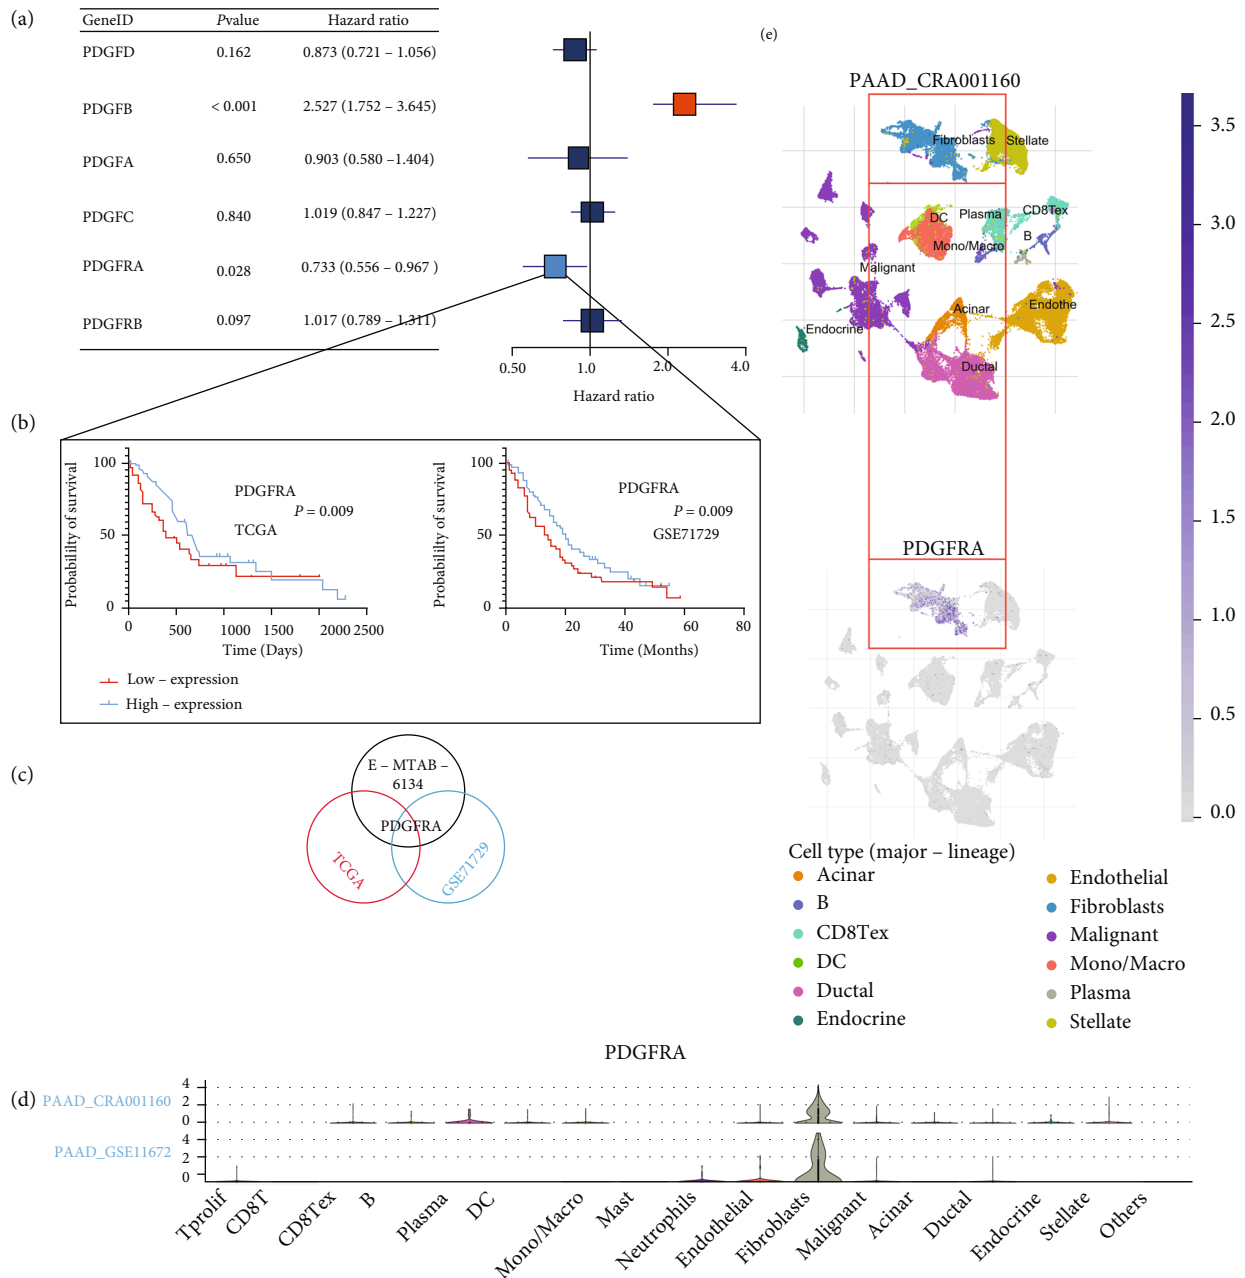 (a)
GeneID Pvalue Hazard ratio
PDGFD 0.162 0.873 (0.721 – 1.056)
PDGFB < 0.001 2.527 (1.752 – 3.645)
PDGFA 0.650 0.903 (0.580 –1.404)
PDGFC 0.840 1.019 (0.847 – 1.227)
PDGFRA 0.028 0.733 (0.556 – 0.967 )
PDGFRB 0.097 1.017 (0.789 – 1.311)
0.50 1.0 2.0 4.0
Hazard ratio
(b)
Probabliilty of survival
100
50
0
PDGFRA
P = 0.009
TCGA
0 500 1000 1500 2000 2500
Time (Days)
Probability of survival
100
50
0
PDGFRA
P = 0.009
GSE71729
0 20 40 60 80
Time (Months)
Low – expression
High – expression
(c)
E – MTAB –
6134
PDGFRA
TCGA
GSE71729
(e)
PAAD_CRA001160
Fibroblasts Stellate
DC Plasma CD8Tex
Mono/Macro B
Malignant
Acinar Endothe
Endocrine
Ductal
PDGFRA
3.5
3.0
2.5
2.0
1.5
1.0
0.5
0.0
Cell type (major – lineage)
Acinar
B
CD8Tex
DC
Ductal
Endocrine
Endothelial
Fibroblasts
Malignant
Mono/Macro
Plasma
Stellate
PDGFRA
(d)
PAAD_CRA001160
4
2
0
PAAD_GSE11672
4
2
0
Tprolif CD8T CD8Tex B Plasma DC Mono/Macro Mast Neutrophils Endothelial Fibroblasts Malignant Acinar Ductal Endocrine Stellate Others